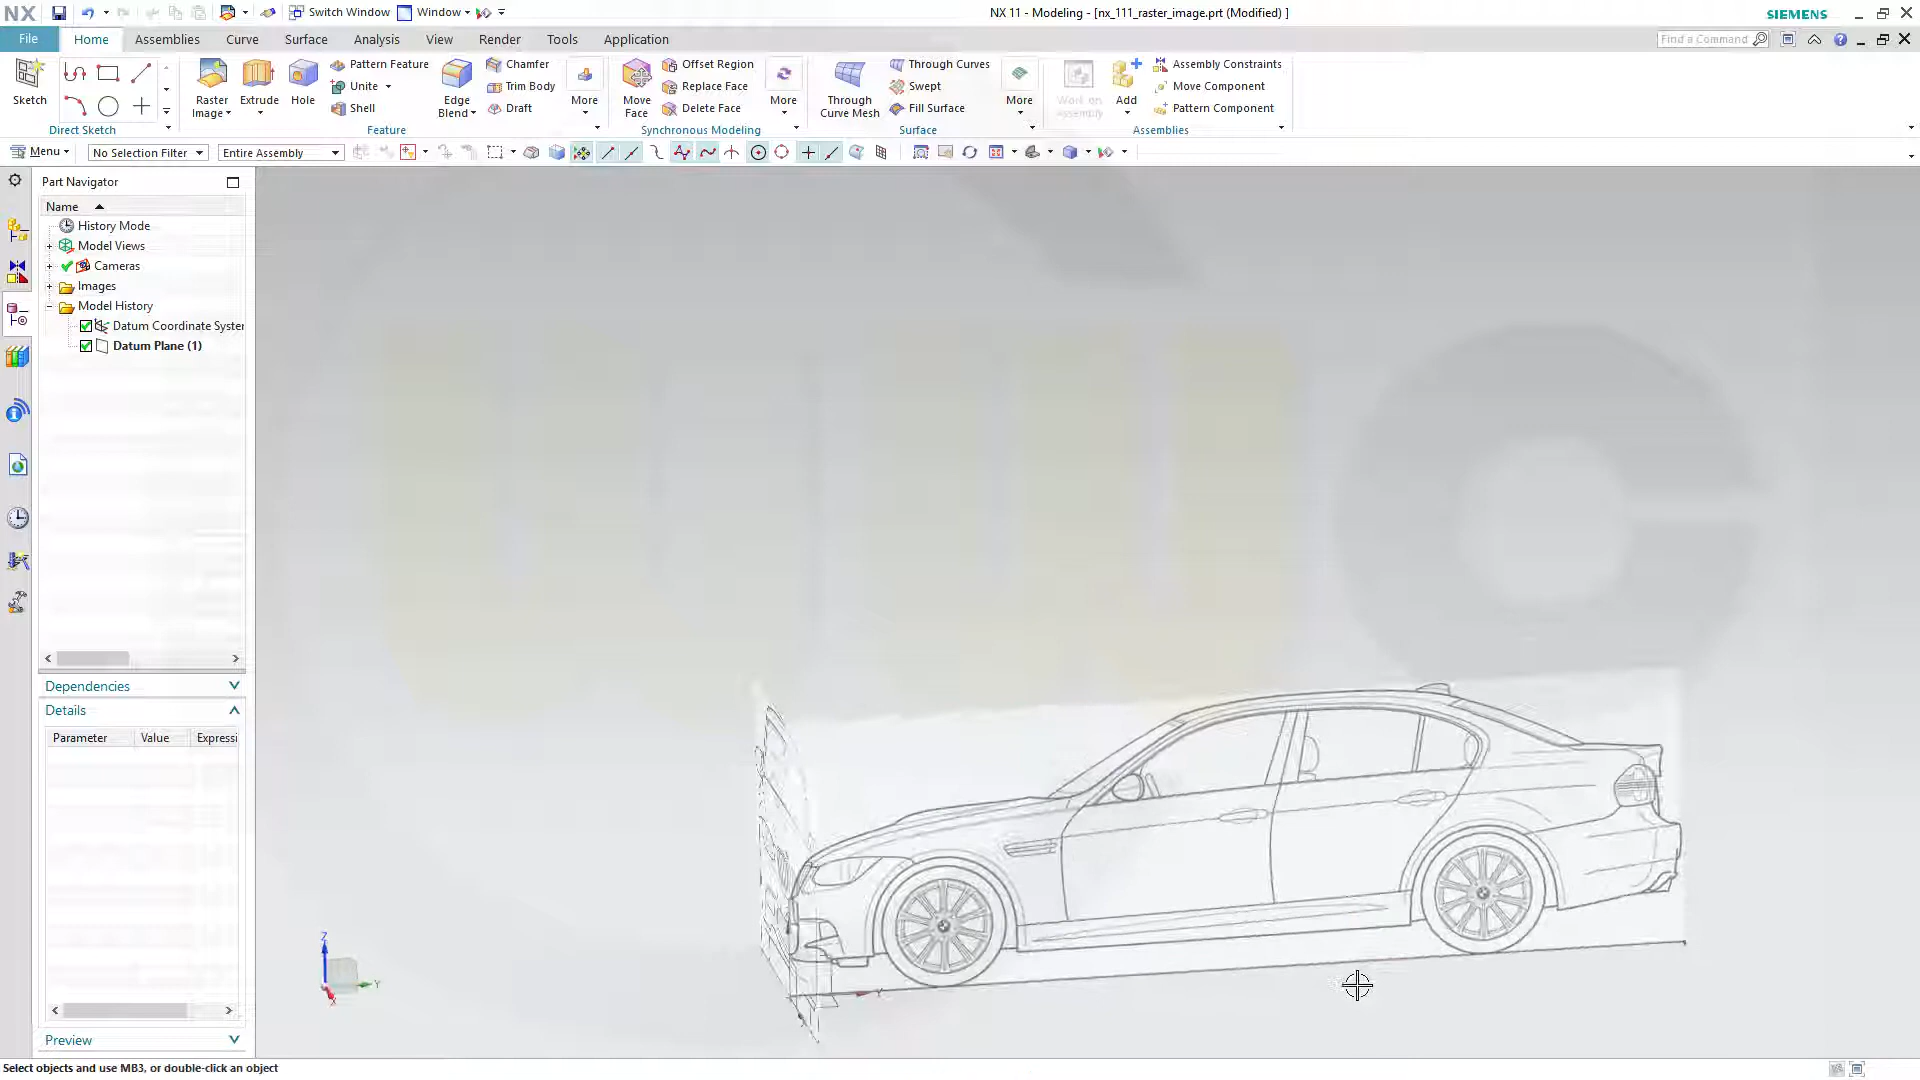 NX
Switch Window
Window
NX 11 - Modeling - [nx_111_raster_image.prt (Modified) ]
SIEMENS
File
Home
Assemblies
Curve
Surface
Analysis
View
Render
Tools
Application
Find a Command
Sketch
Direct Sketch
Raster Image
Extrude
Hole
Pattern Feature
Unite
Shell
Edge Blend
Chamfer
Trim Body
Draft
More
Feature
Move Face
Offset Region
Replace Face
Delete Face
More
Synchronous Modeling
Through Curve Mesh
Through Curves
Swept
Fill Surface
More
Surface
Work on Assembly
Add
Assembly Constraints
Move Component
Pattern Component
Assemblies
Menu
No Selection Filter
Entire Assembly
Part Navigator
Name
History Mode
Model Views
Cameras
Images
Model History
Datum Coordinate Syster
Datum Plane (1)
Dependencies
Details
Parameter
Value
Expressi
Preview
Z
Y
X
Y
Select objects and use MB3, or double-click an object